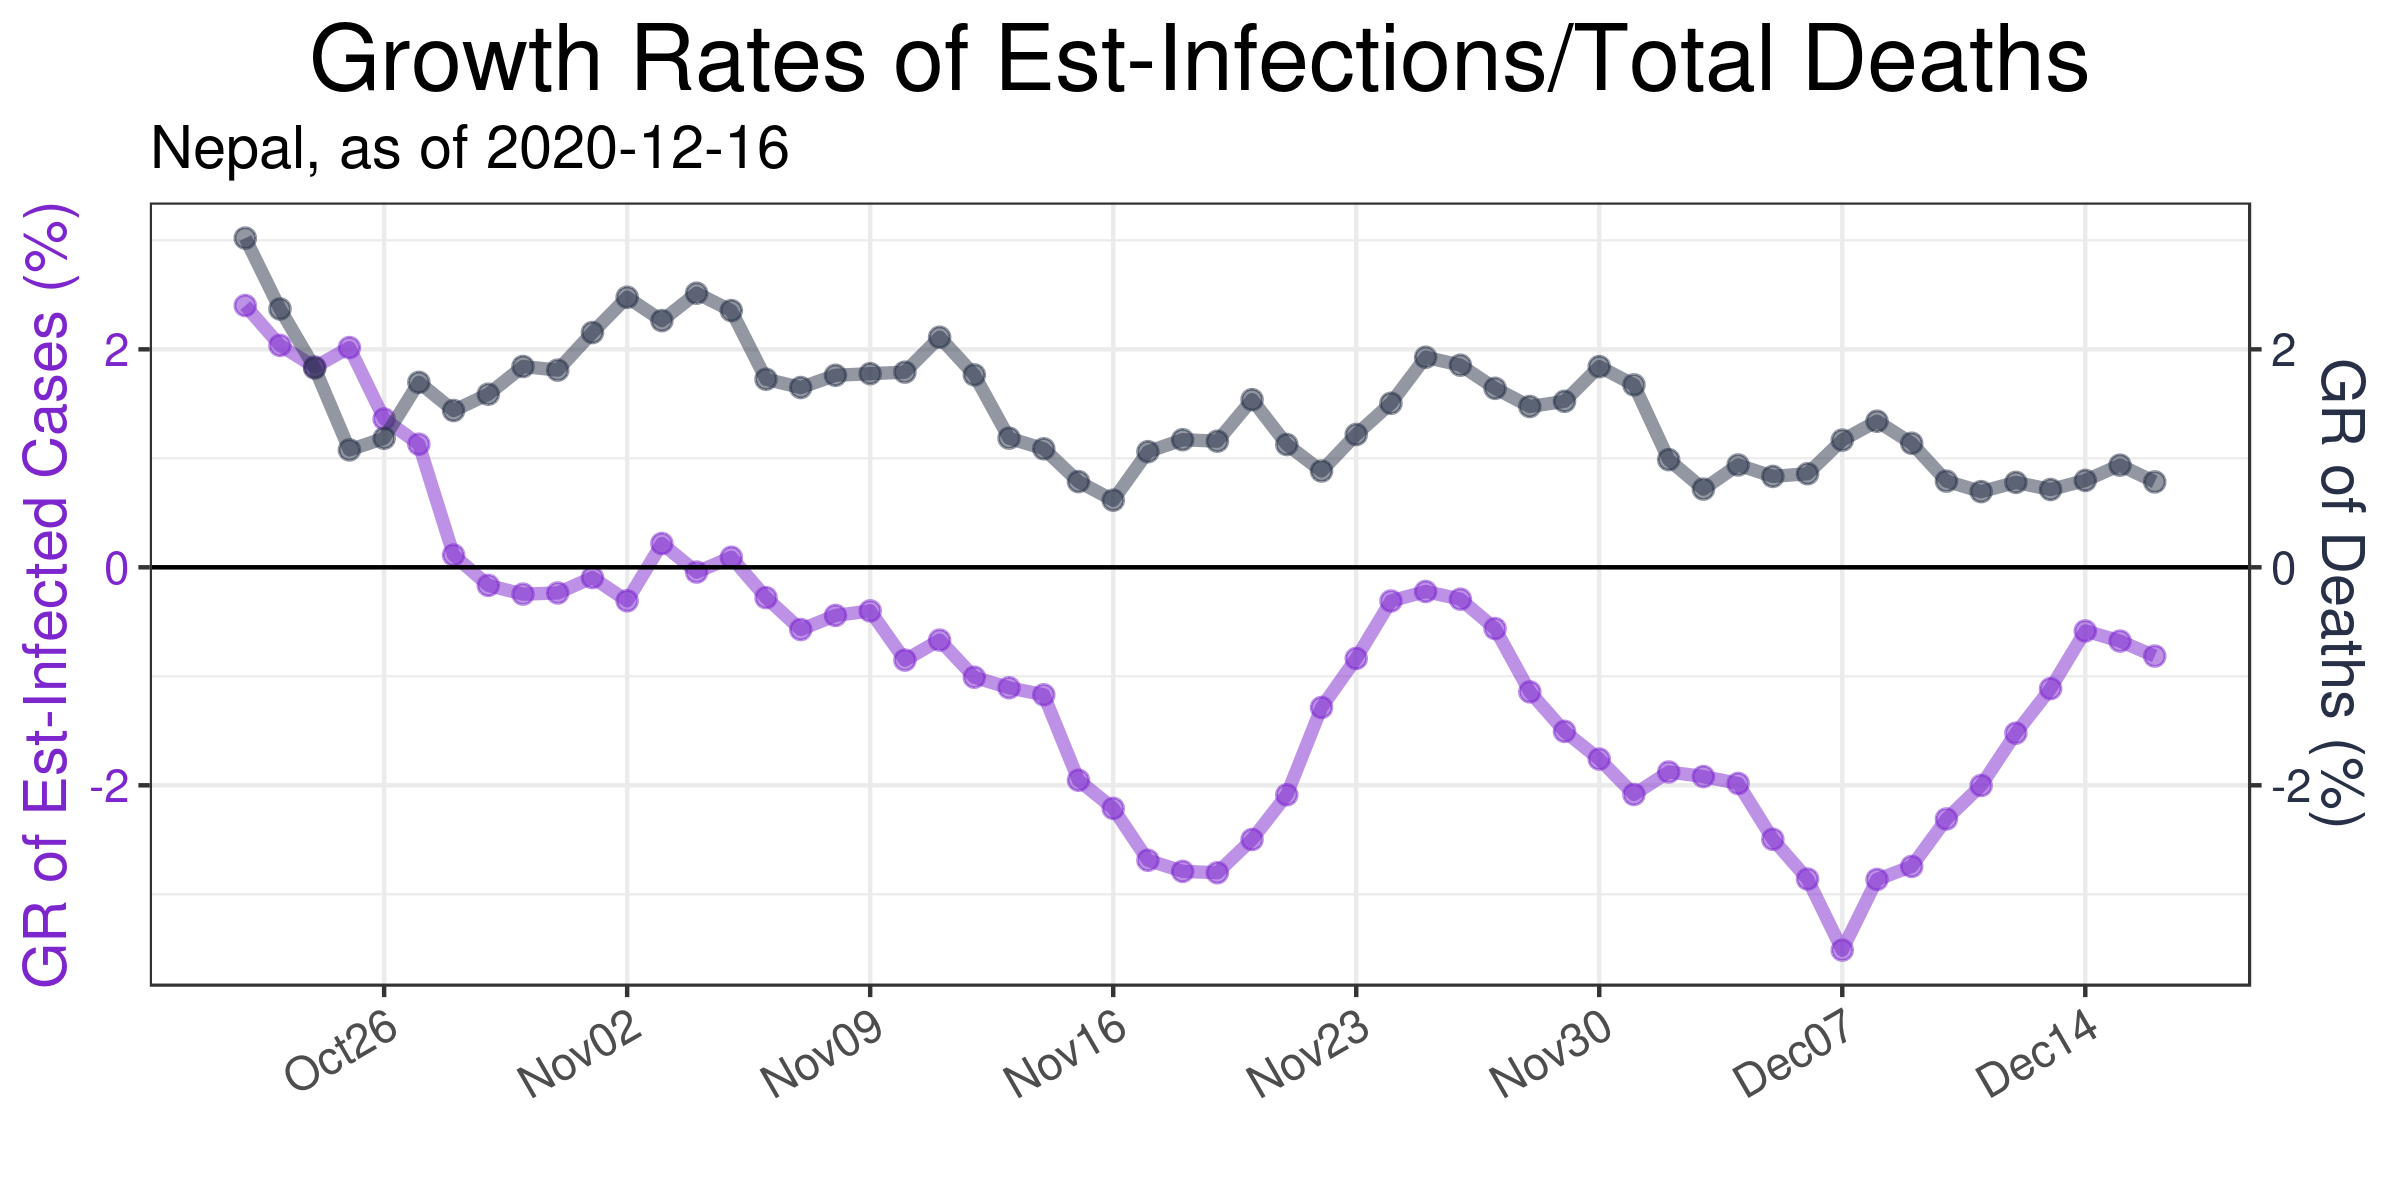 Growth Rates of Est-Infections/Total Deaths
Nepal, as of 2020-12-16
GR of Est-Infected Cases (%)
2
0
-2
2
0
-2
GR of Deaths (%)
Oct26
Nov02
Nov09
Nov16
Nov23
Nov30
Dec07
Dec14